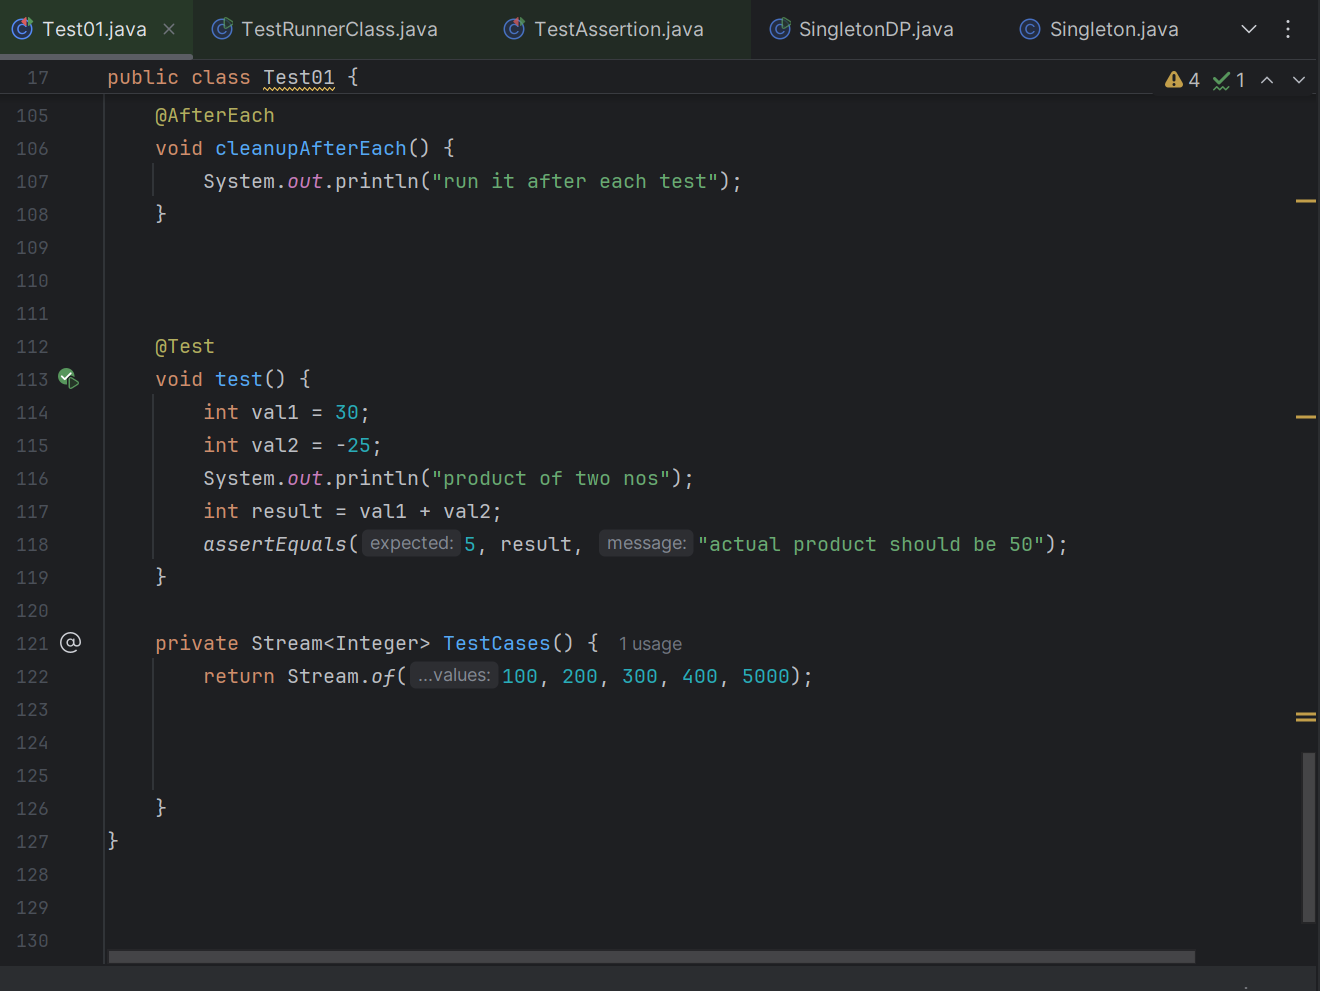 Test01.java TestRunnerClass.java TestAssertion.java SingletonDP.java Singleton.java
17 public class Test01 { 4 1
105 @AfterEach
106 void cleanupAfterEach() {
107 System.out.println("run it after each test");
108 }
109
110
111
112 @Test
113 void test() {
114 int val1 = 30;
115 int val2 = -25;
116 System.out.println("product of two nos");
117 int result = val1 + val2;
118 assertEquals( expected: 5, result, message: "actual product should be 50");
119 }
120
121 private Stream<Integer> TestCases() { 1 usage
122 return Stream.of( ...values: 100, 200, 300, 400, 5000);
123
124
125
126 }
127 }
128
129
130